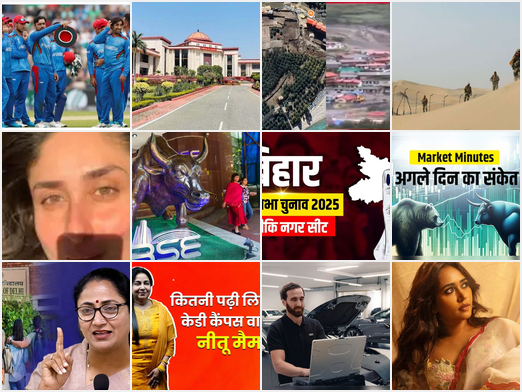 BSE
बिहार
भा चुनाव 2025
कि नगर सीट
Market Minutes
अगले दिन का संकेत
कितनी पढ़ी लि
केडी कैंपस वा
नीतू मैम